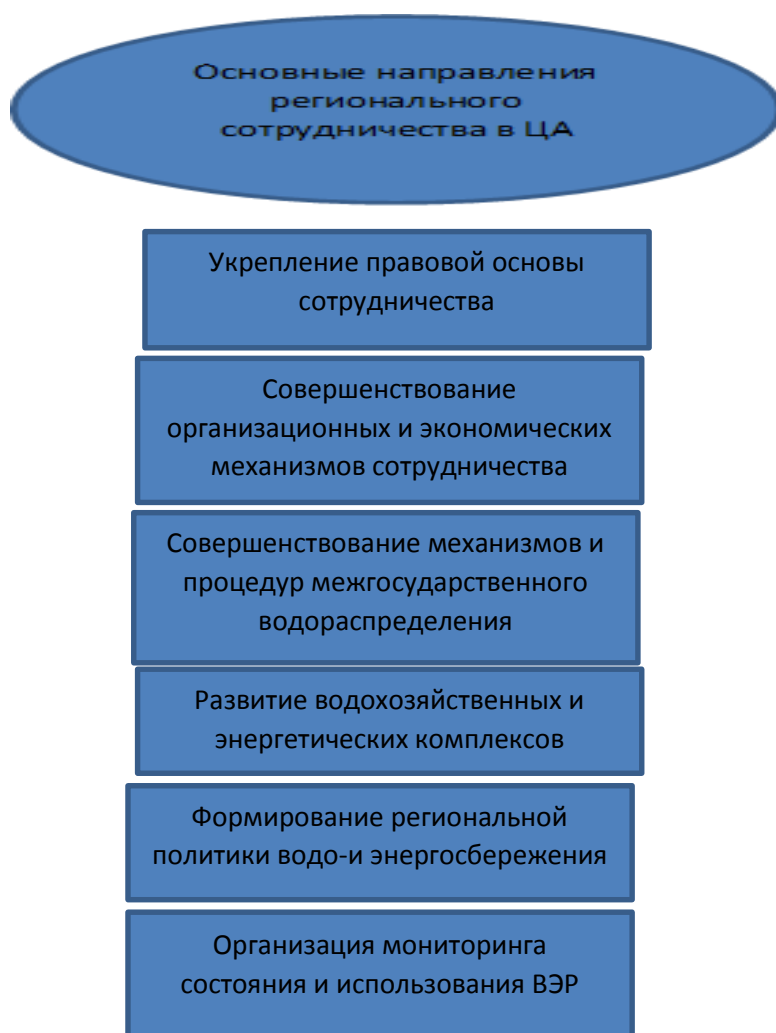 Основные направления
регионального
сотрудничества в ЦА
Укрепление правовой основы
сотрудничества
Совершенствование
организационных и экономических
механизмов сотрудничества
Совершенствование механизмов и
процедур межгосударственного
водораспределения
Развитие водохозяйственных и
энергетических комплексов
Формирование региональной
политики водо-и энергосбережения
Организация мониторинга
состояния и использования ВЭР